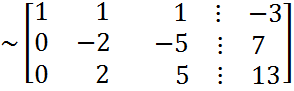 1 1 1 ⋮ −3
~ 0 −2 −5 ⋮ 7
0 2 5 ⋮ 13